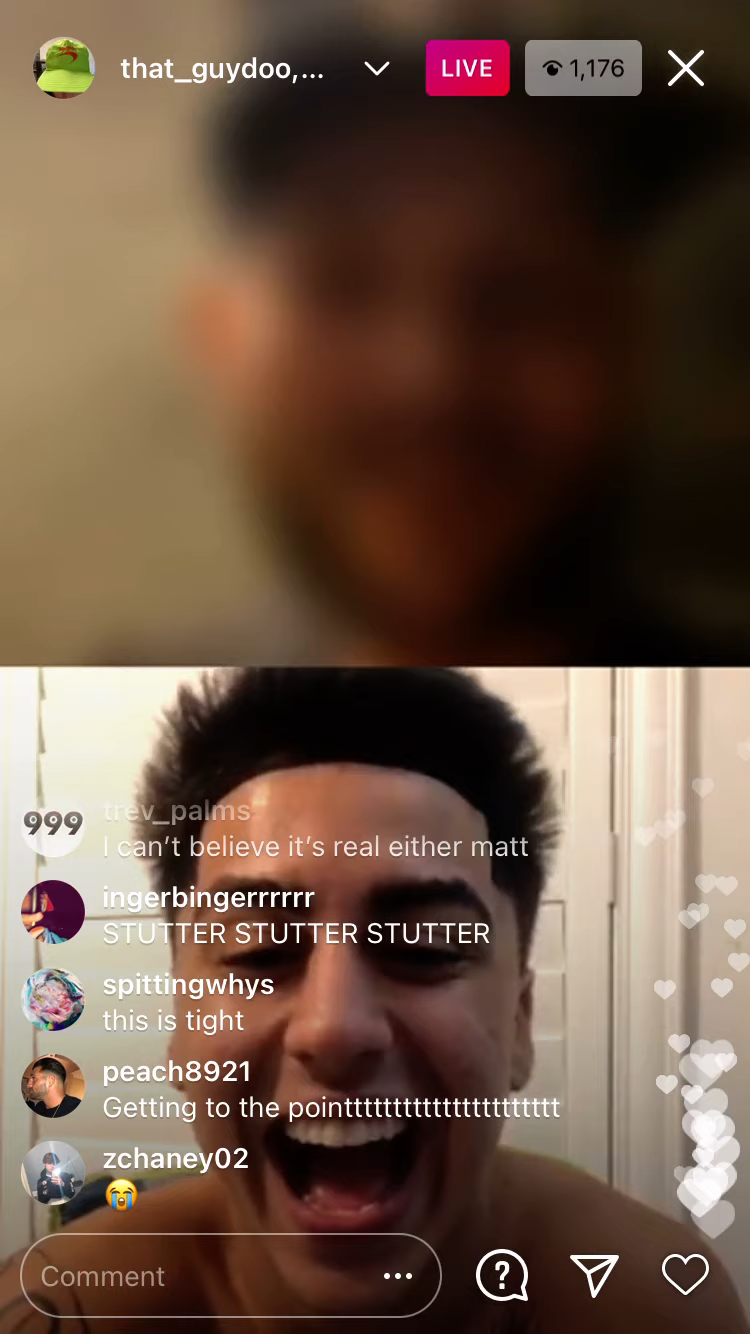 that_guydoo,...
LIVE
1,176
999
trev_palms
I can’t believe it’s real either matt
ingerbingerrrrrr
STUTTER STUTTER STUTTER
spittingwhys
this is tight
peach8921
Getting to the pointttttttttttttttttttttttt
zchaney02
😭
Comment